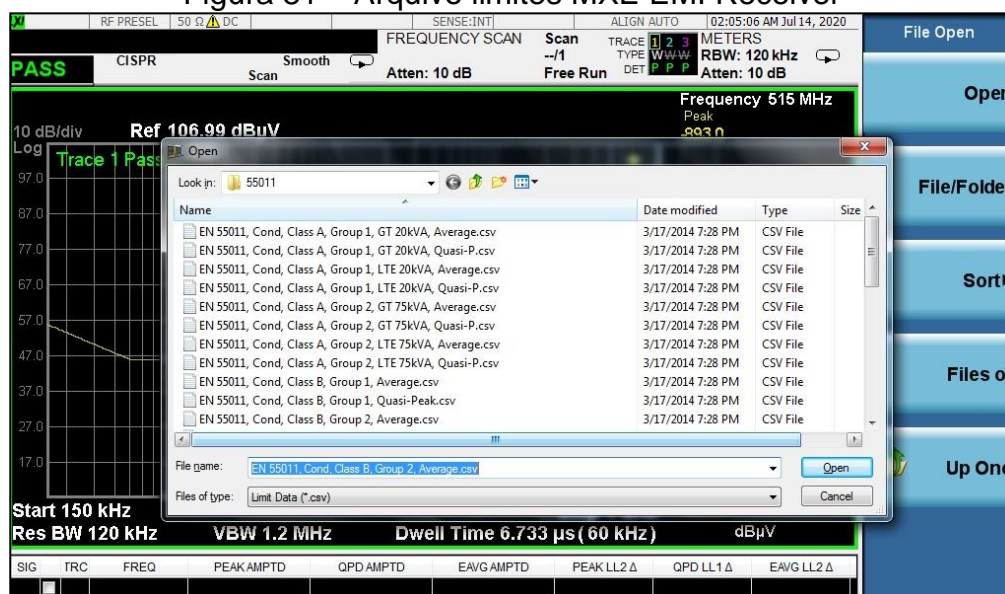 Figura 31 – Arquivo limites MXE EMI Receiver
XI RF PRESEL 50 Ω DC SENSE:INT ALIGN AUTO 02:05:06 AM Jul 14, 2020
FREQUENCY SCAN Scan TRACE 1 2 3 METERS
--/1 TYPE W W W RBW: 120 kHz
PASS CISPR Smooth
Scan Atten: 10 dB Free Run DET P P P Atten: 10 dB
Frequency 515 MHz
Peak
10 dB/div Ref 106.99 dBuV -893.0
Log
Trace 1 Pass
97.0
87.0
77.0
67.0
57.0
47.0
37.0
27.0
17.0
Open
Look in: 55011
Name Date modified Type Size
EN 55011, Cond, Class A, Group 1, GT 20kVA, Average.csv 3/17/2014 7:28 PM CSV File
EN 55011, Cond, Class A, Group 1, GT 20kVA, Quasi-P.csv 3/17/2014 7:28 PM CSV File
EN 55011, Cond, Class A, Group 1, LTE 20kVA, Average.csv 3/17/2014 7:28 PM CSV File
EN 55011, Cond, Class A, Group 1, LTE 20kVA, Quasi-P.csv 3/17/2014 7:28 PM CSV File
EN 55011, Cond, Class A, Group 2, GT 75kVA, Average.csv 3/17/2014 7:28 PM CSV File
EN 55011, Cond, Class A, Group 2, GT 75kVA, Quasi-P.csv 3/17/2014 7:28 PM CSV File
EN 55011, Cond, Class A, Group 2, LTE 75kVA, Average.csv 3/17/2014 7:28 PM CSV File
EN 55011, Cond, Class A, Group 2, LTE 75kVA, Quasi-P.csv 3/17/2014 7:28 PM CSV File
EN 55011, Cond, Class B, Group 1, Average.csv 3/17/2014 7:28 PM CSV File
EN 55011, Cond, Class B, Group 1, Quasi-Peak.csv 3/17/2014 7:28 PM CSV File
EN 55011, Cond, Class B, Group 2, Average.csv 3/17/2014 7:28 PM CSV File
File name: EN 55011, Cond, Class B, Group 2, Average.csv Open
Files of type: Limit Data (*.csv) Cancel
Start 150 kHz
Res BW 120 kHz VBW 1.2 MHz Dwell Time 6.733 µs (60 kHz) dBµV
SIG TRC FREQ PEAK AMPTD QPD AMPTD EAVG AMPTD PEAK LL2 Δ QPD LL1 Δ EAVG LL2 Δ
File Open
Open
File/Folde
Sort
Files o
Up One